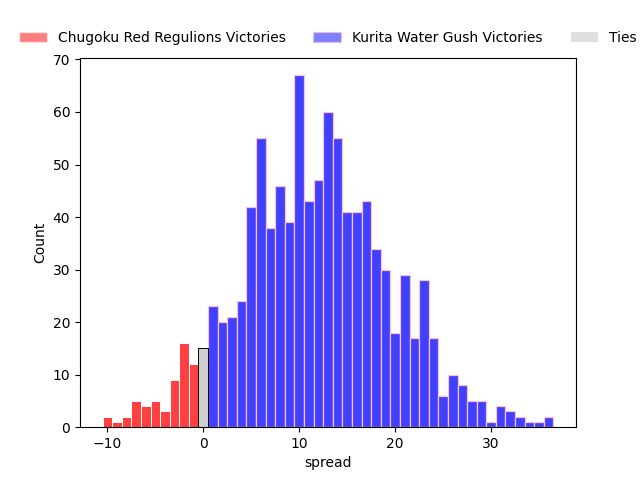 Chugoku Red Regulions Victories Kurita Water Gush Victories Ties
70
60
50
40
30
20
10
0
Count
−10 0 10 20 30
spread